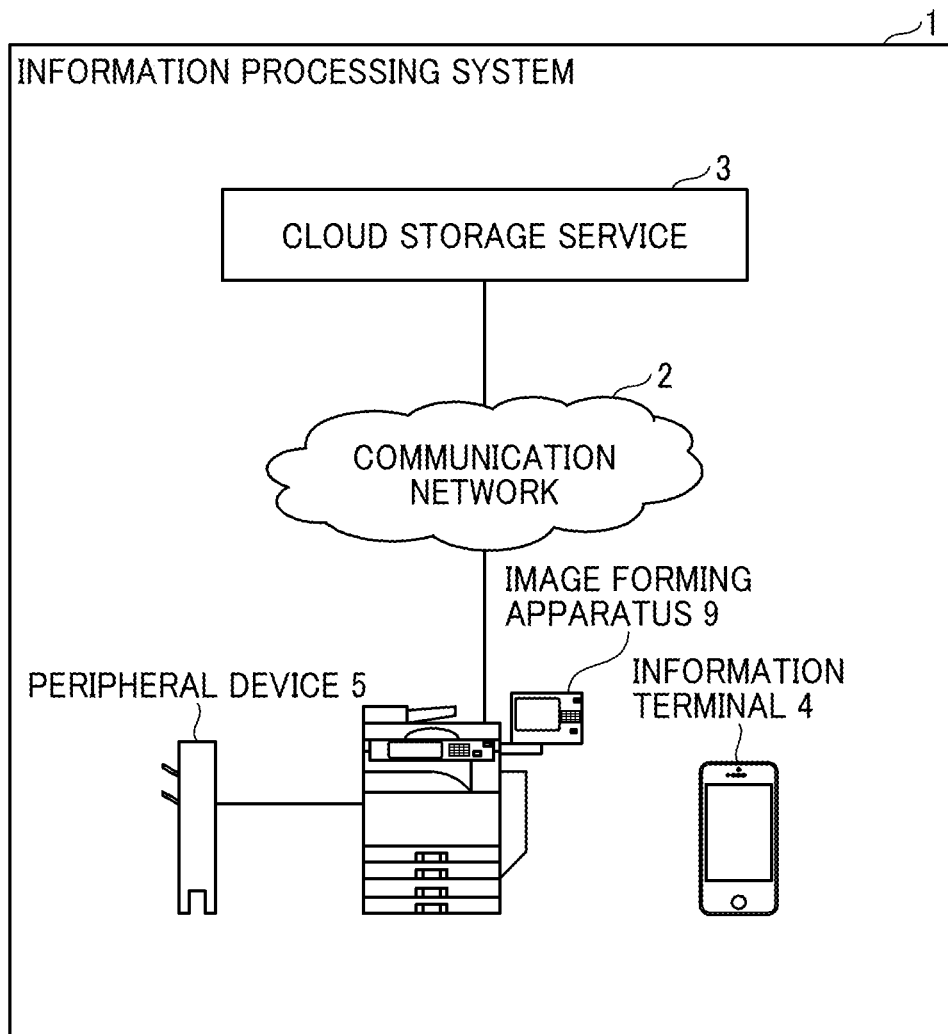 1
INFORMATION PROCESSING SYSTEM
3
CLOUD STORAGE SERVICE
2
COMMUNICATION
NETWORK
IMAGE FORMING
APPARATUS 9
PERIPHERAL DEVICE 5
INFORMATION
TERMINAL 4